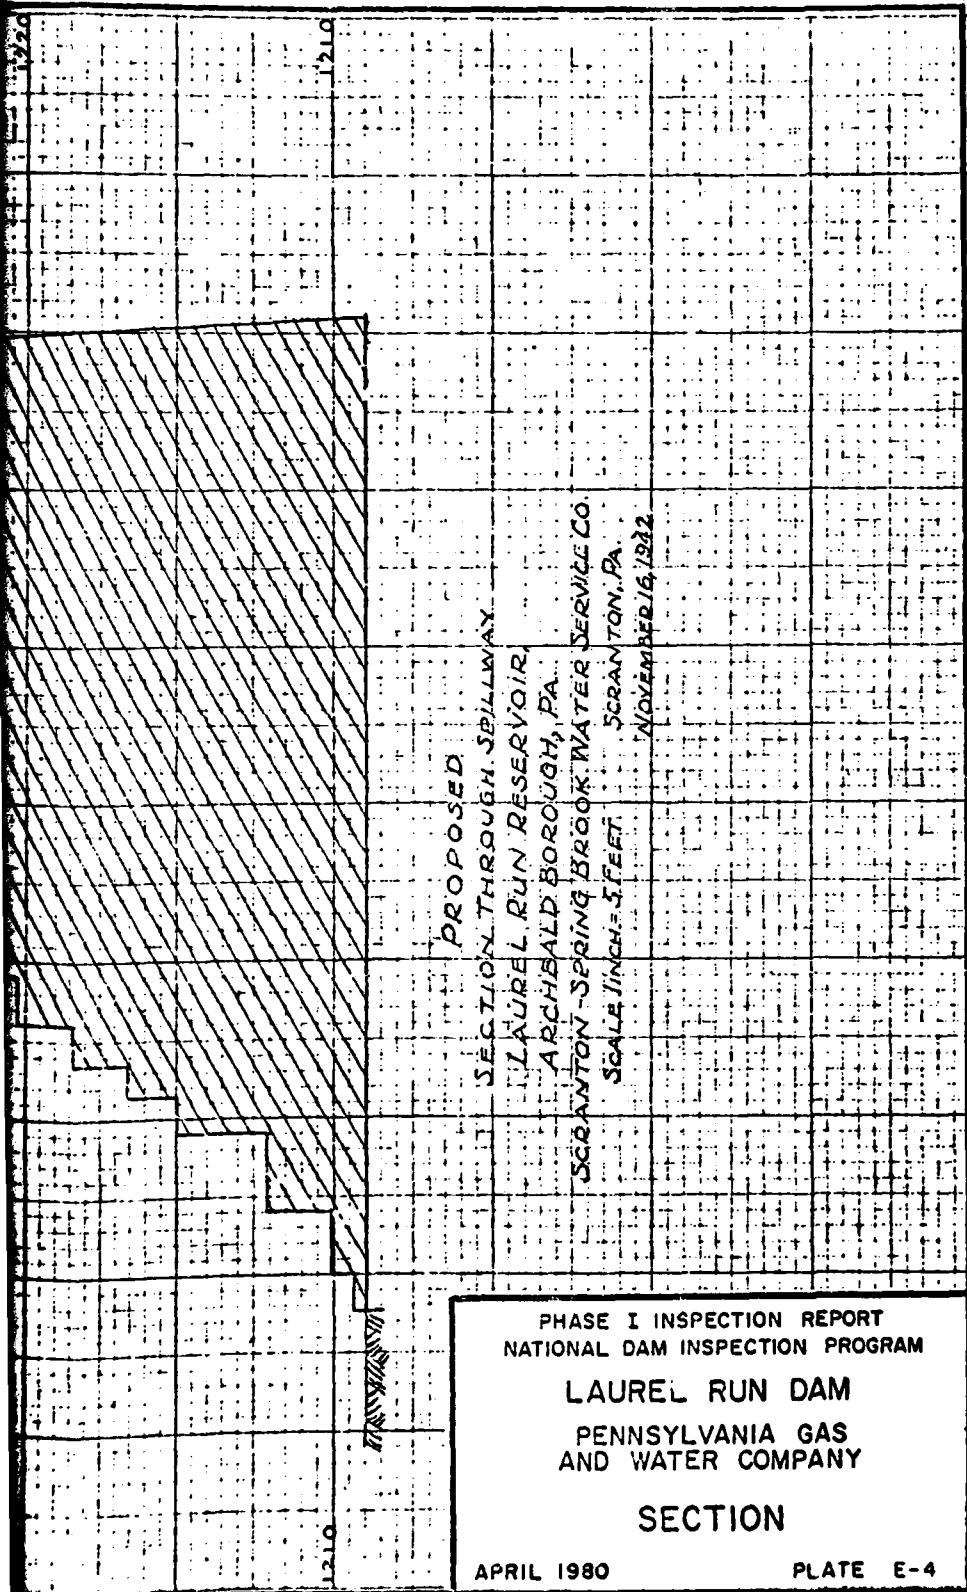 1220
1210
PROPOSED
SECTION THROUGH SPILLWAY
LAUREL RUN RESERVOIR,
ARCHBALD BOROUGH, PA.
SCRANTON-SPRING BROOK WATER SERVICE CO.
SCALE 1 INCH = 5 FEET. SCRANTON, PA.
NOVEMBER 16, 1942
1210
PHASE I INSPECTION REPORT
NATIONAL DAM INSPECTION PROGRAM
LAUREL RUN DAM
PENNSYLVANIA GAS
AND WATER COMPANY
SECTION
APRIL 1980 PLATE E-4